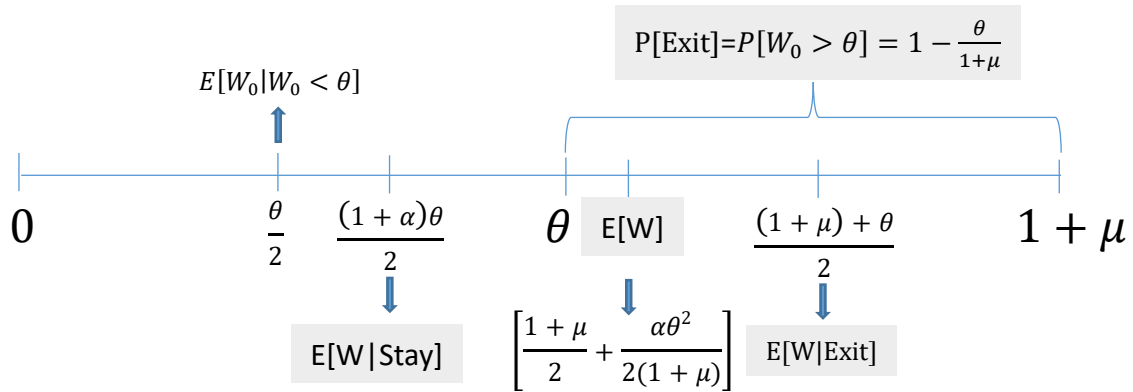 P[Exit]=P[W₀ > θ] = 1 − θ/(1+μ)
E[W₀|W₀ < θ]
0
θ/2
(1 + α)θ/2
θ
E[W]
((1 + μ) + θ)/2
1 + μ
E[W|Stay]
[(1 + μ)/2 + αθ²/(2(1 + μ))]
E[W|Exit]